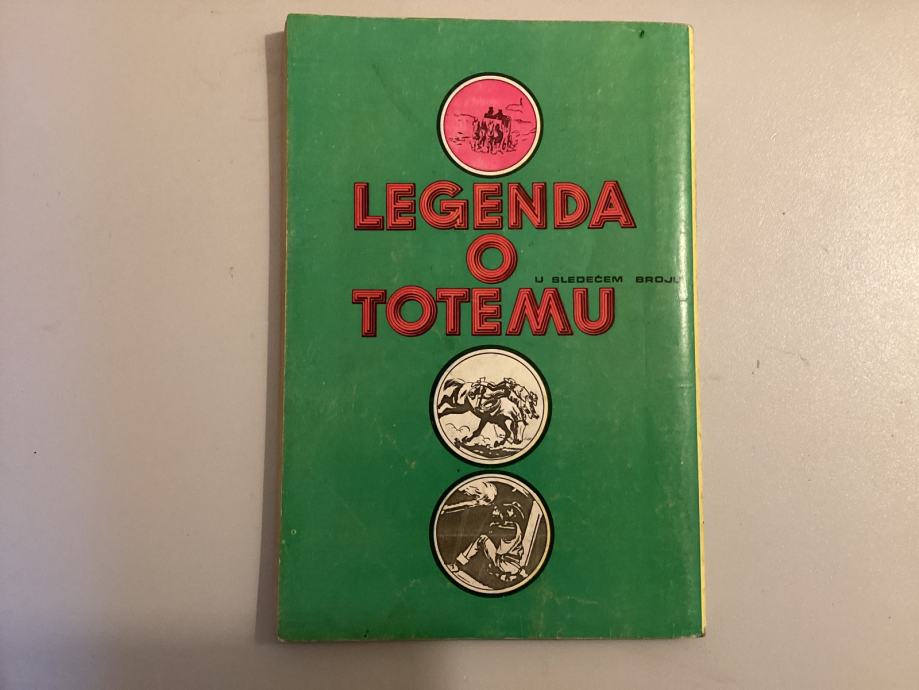 LEGENDA
O
U SLEDEĆEM BROJU
TOTEMU